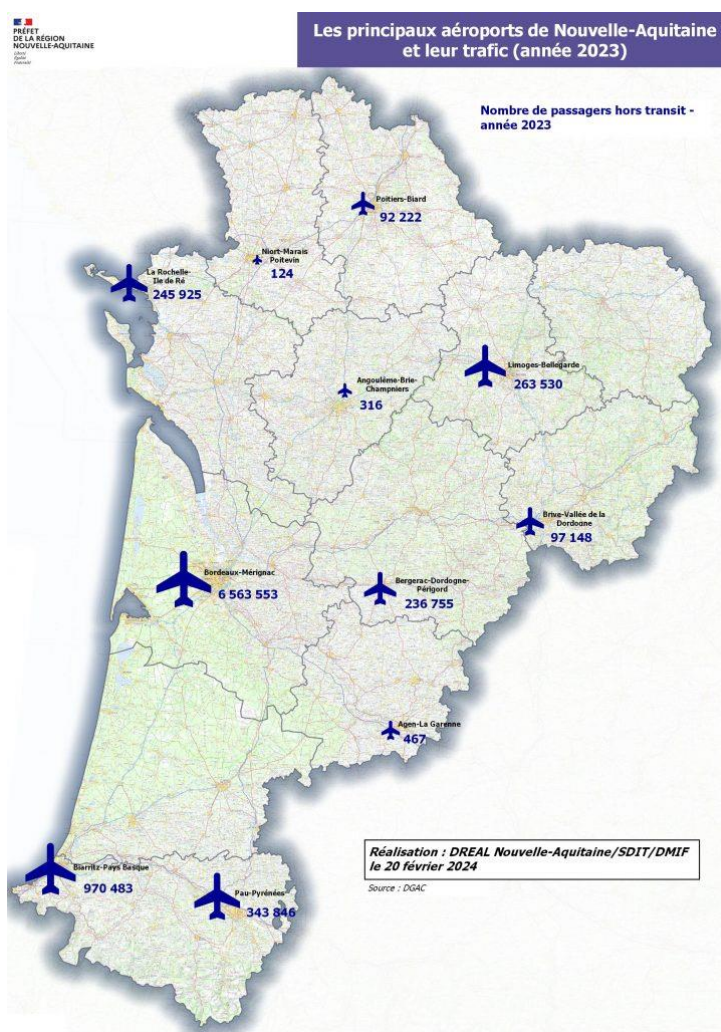 PRÉFET
DE LA RÉGION
NOUVELLE-AQUITAINE
Liberté
Égalité
Fraternité
Les principaux aéroports de Nouvelle-Aquitaine
et leur trafic (année 2023)
Nombre de passagers hors transit -
année 2023
Poitiers-Biard
92 222
Niort-Marais
Poitevin
124
La Rochelle-
Ile de Ré
245 925
Limoges-Bellegarde
263 530
Angoulême-Brie-
Champniers
316
Brive-Vallée de la
Dordogne
97 148
Bordeaux-Mérignac
6 563 553
Bergerac-Dordogne-
Périgord
236 755
Agen-La Garenne
467
Biarritz-Pays Basque
970 483
Pau-Pyrénées
343 846
Réalisation : DREAL Nouvelle-Aquitaine/SDIT/DMIF
le 20 février 2024
Source : DGAC